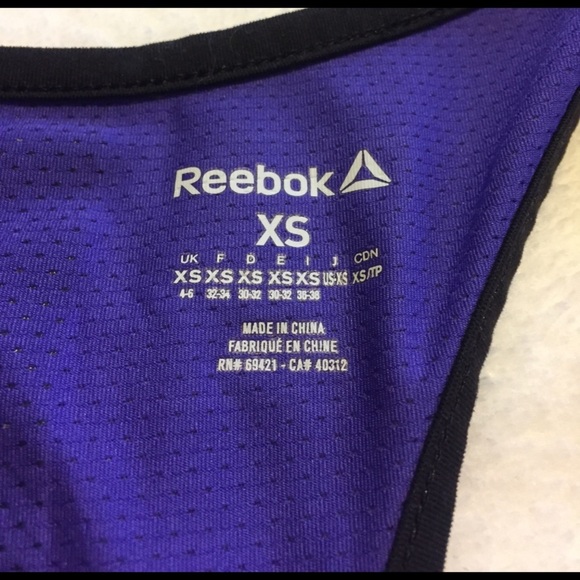 Reebok
XS
UK F D E I J CDN
XS XS XS XS XS US-XS XS/TP
4-6 32-34 30-32 30-32 36-38
MADE IN CHINA
FABRIQUÉ EN CHINE
RN# 69421 - CA# 40312